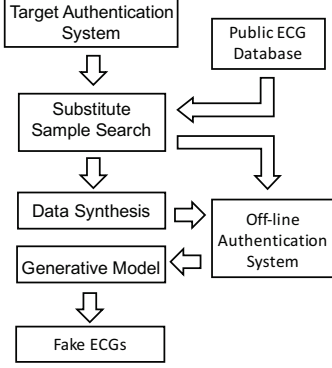 Target Authentication
System
Public ECG
Database
Substitute
Sample Search
Data Synthesis
Off-line
Authentication
System
Generative Model
Fake ECGs